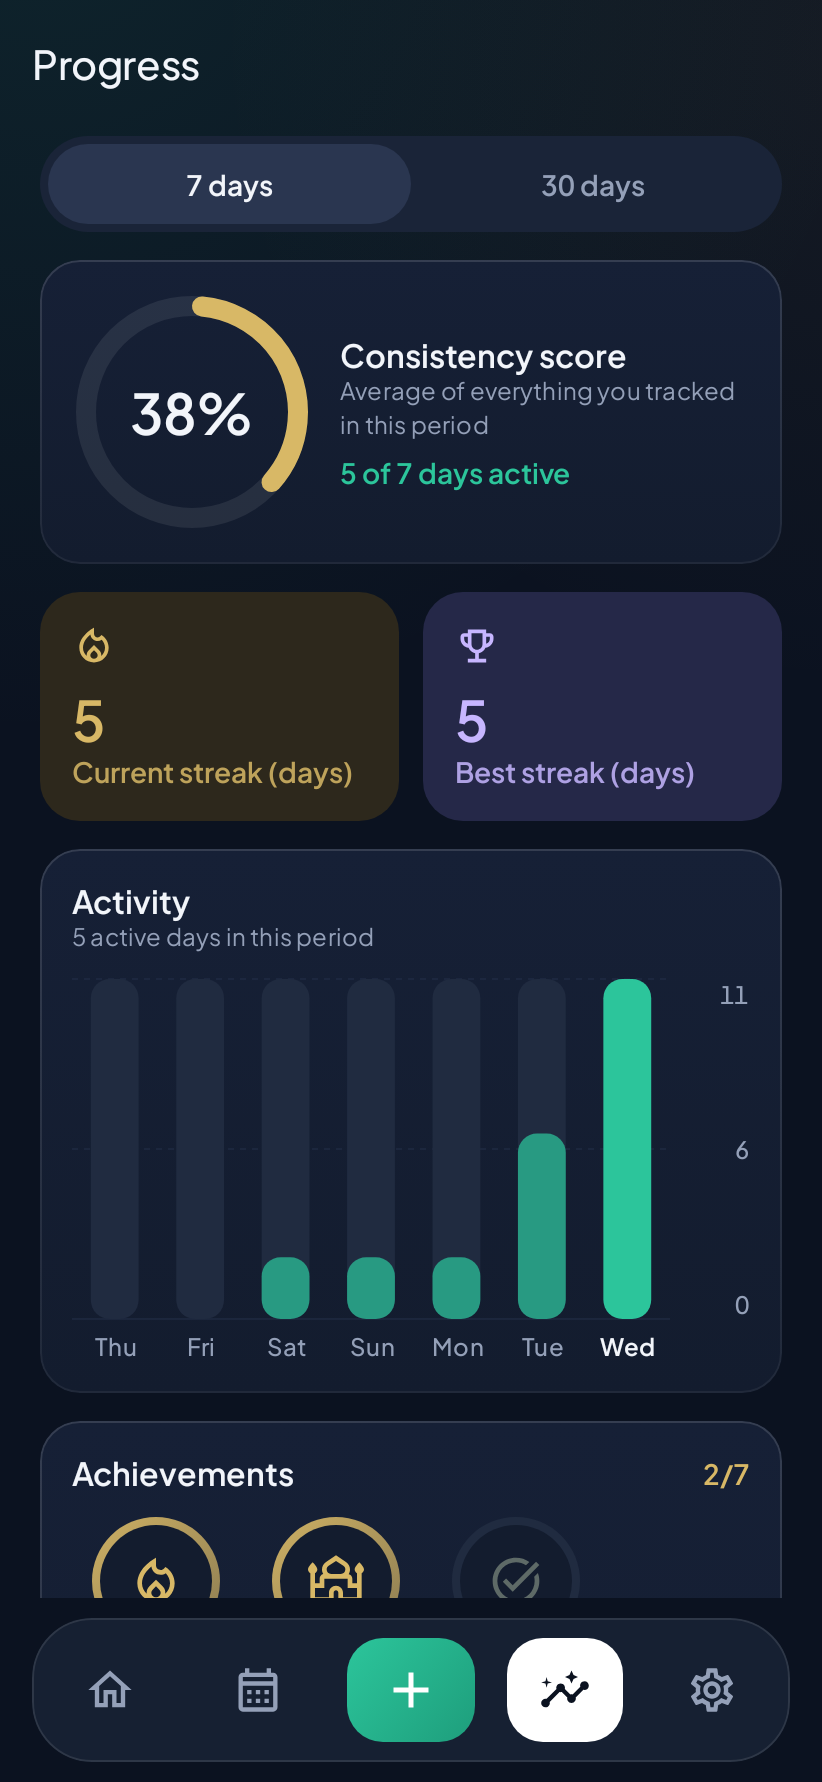 Progress
7 days
30 days
38%
Consistency score
Average of everything you tracked
in this period
5 of 7 days active
5
Current streak (days)
5
Best streak (days)
Activity
5 active days in this period
11
6
0
Thu Fri Sat Sun Mon Tue Wed
Achievements
2/7